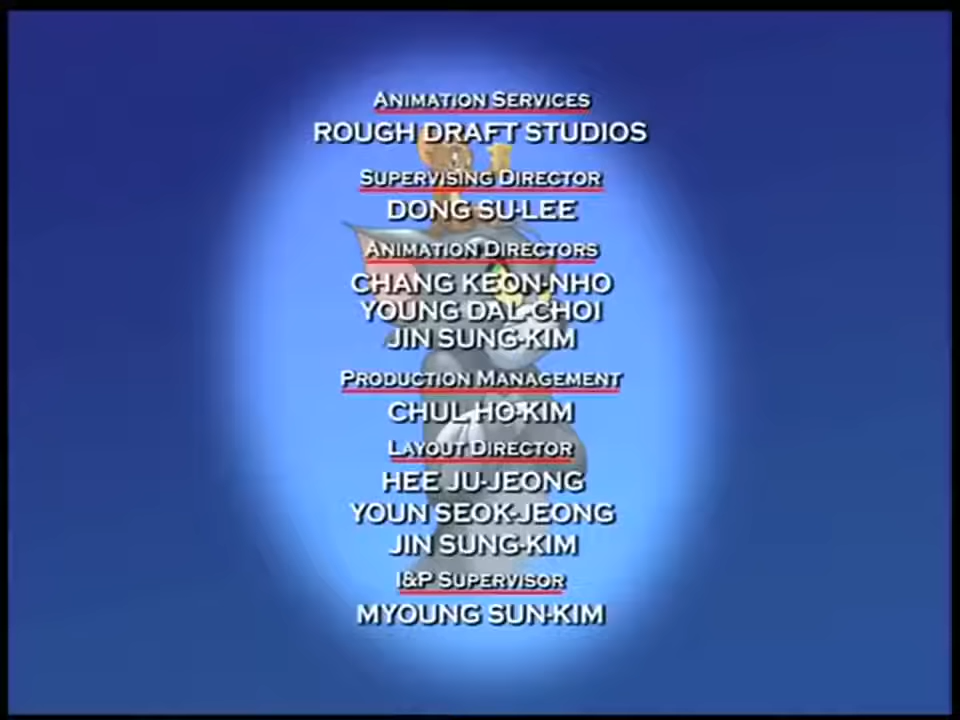 ANIMATION SERVICES
ROUGH DRAFT STUDIOS
SUPERVISING DIRECTOR
DONG SU-LEE
ANIMATION DIRECTORS
CHANG KEON-NHO
YOUNG DAL-CHOI
JIN SUNG-KIM
PRODUCTION MANAGEMENT
CHUL HO-KIM
LAYOUT DIRECTOR
HEE JU-JEONG
YOUN SEOK-JEONG
JIN SUNG-KIM
I&P SUPERVISOR
MYOUNG SUN-KIM